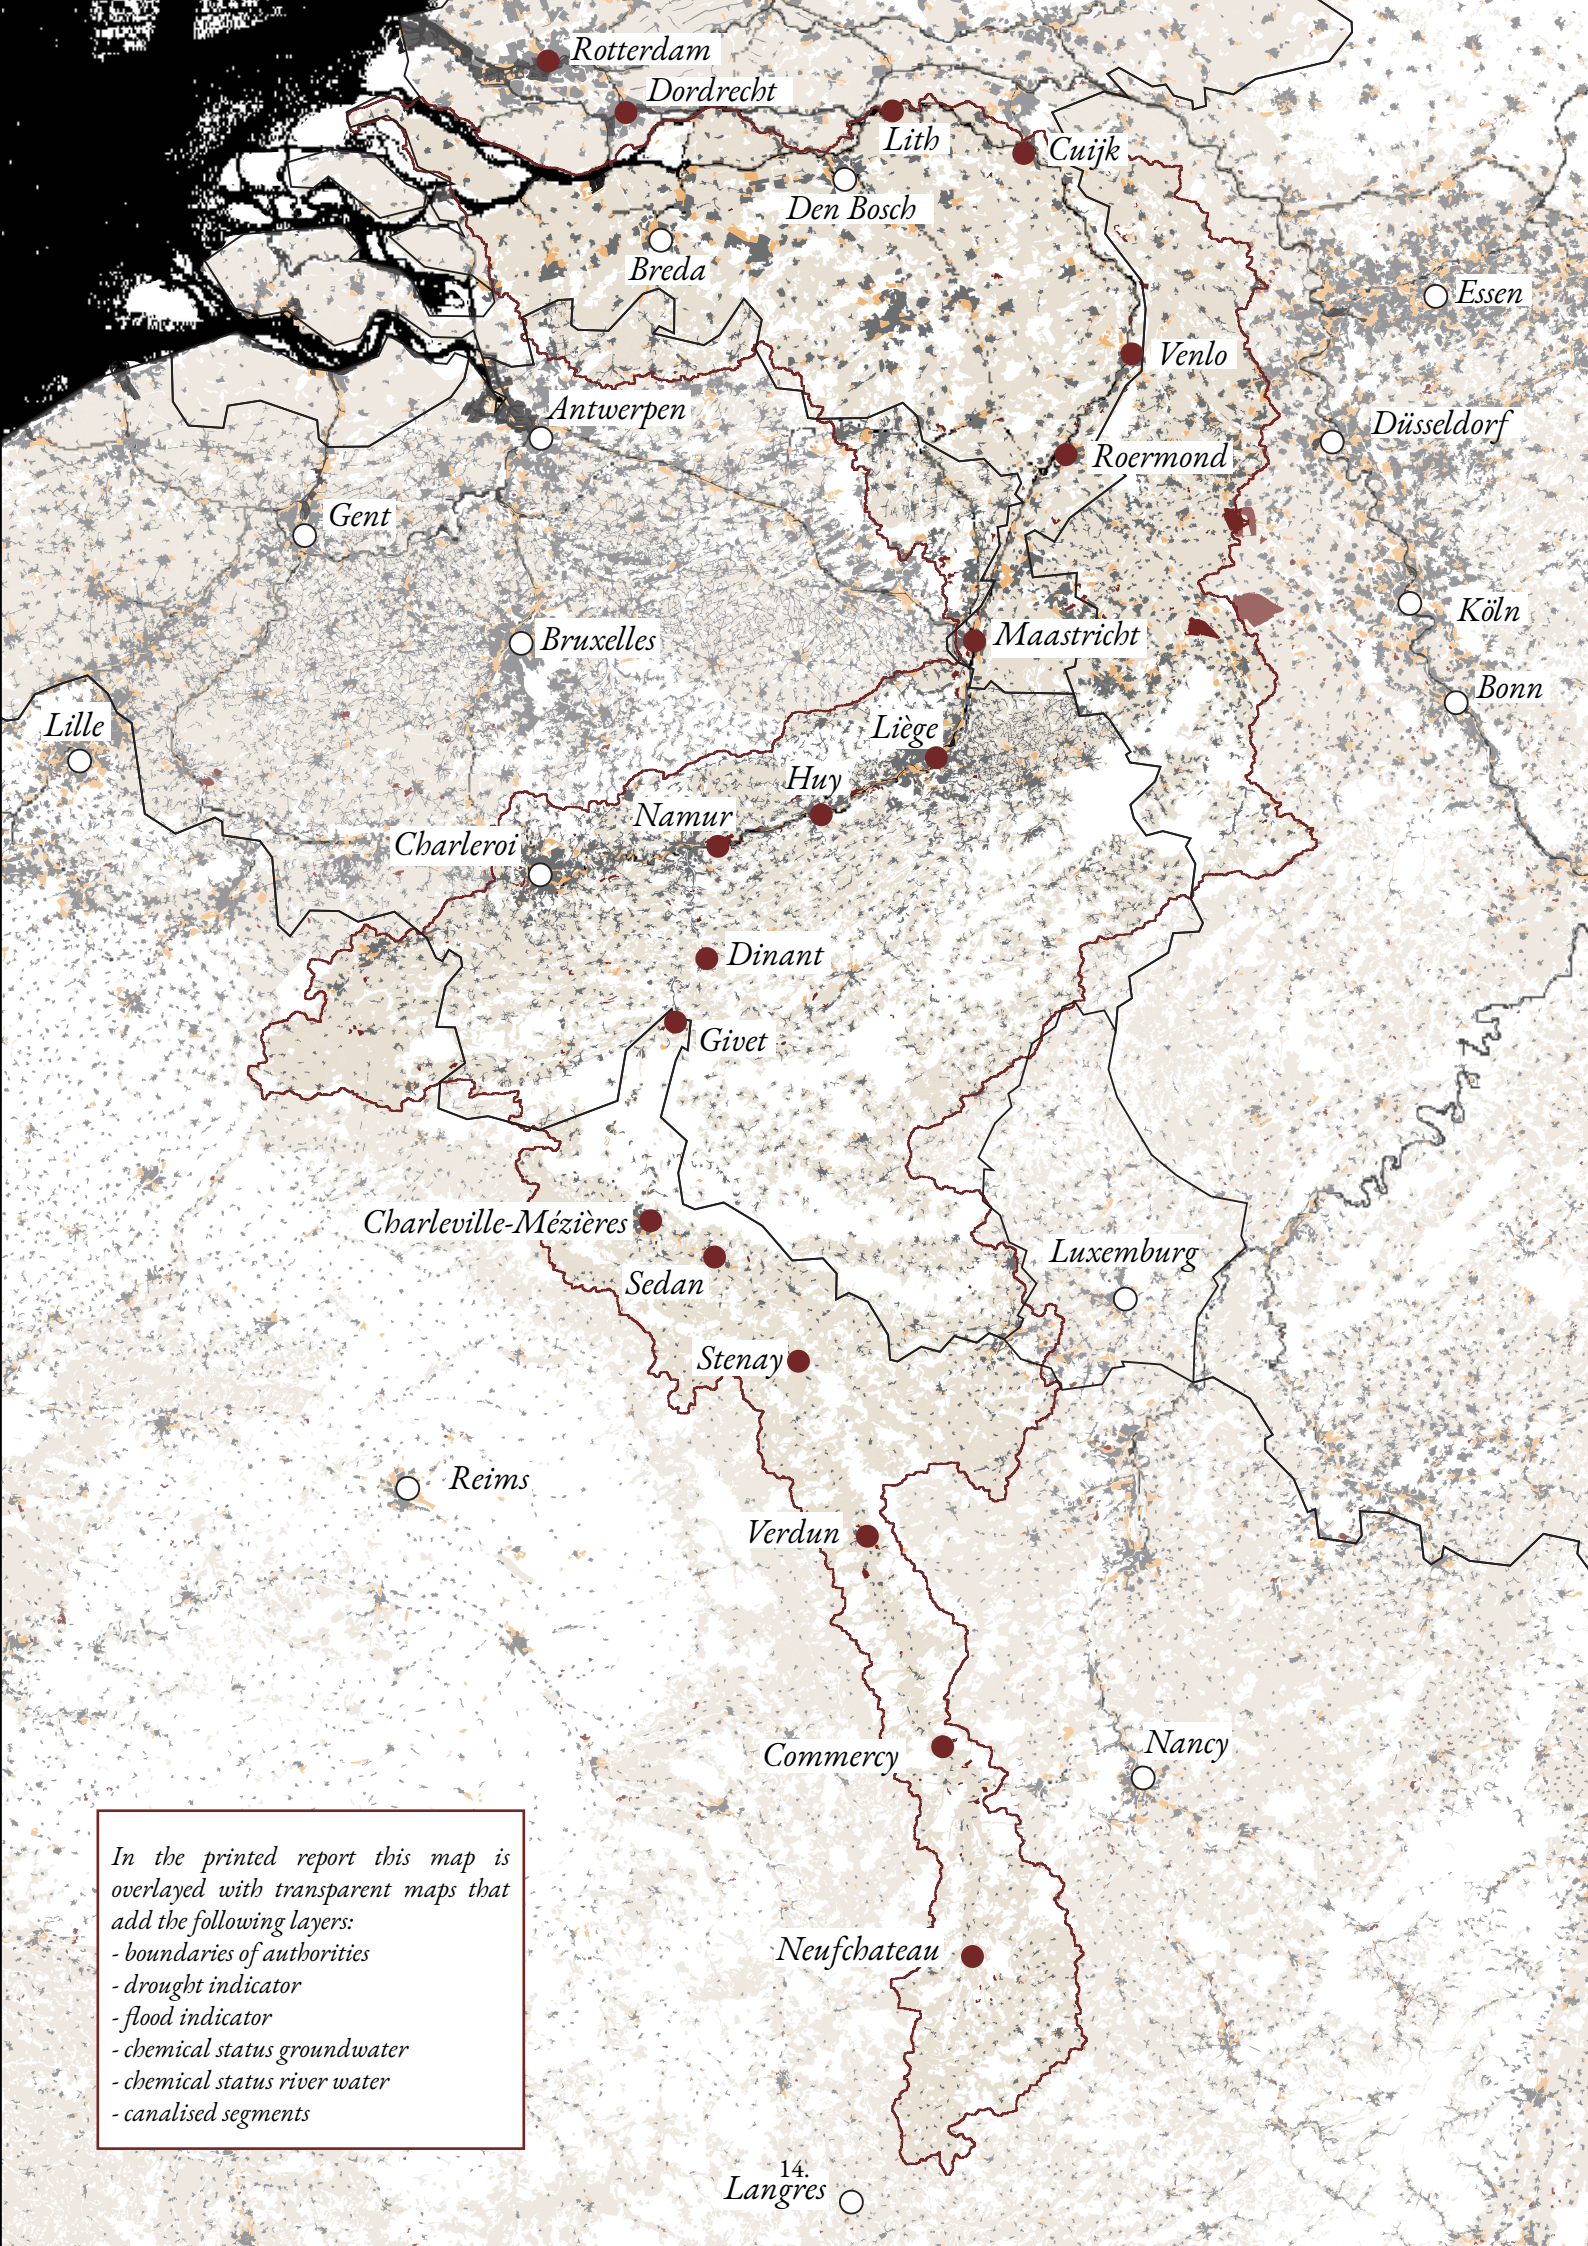 Rotterdam
Dordrecht
Lith
Cuijk
Den Bosch
Breda
Essen
Venlo
Antwerpen
Düsseldorf
Roermond
Gent
Köln
Bruxelles
Maastricht
Bonn
Lille
Liège
Huy
Namur
Charleroi
Dinant
Givet
Charleville-Mézières
Luxemburg
Sedan
Stenay
Reims
Verdun
Nancy
Commercy
In the printed report this map is
overlayed with transparent maps that
add the following layers:
- boundaries of authorities
- drought indicator
- flood indicator
- chemical status groundwater
- chemical status river water
- canalised segments
Neufchateau
14.
Langres